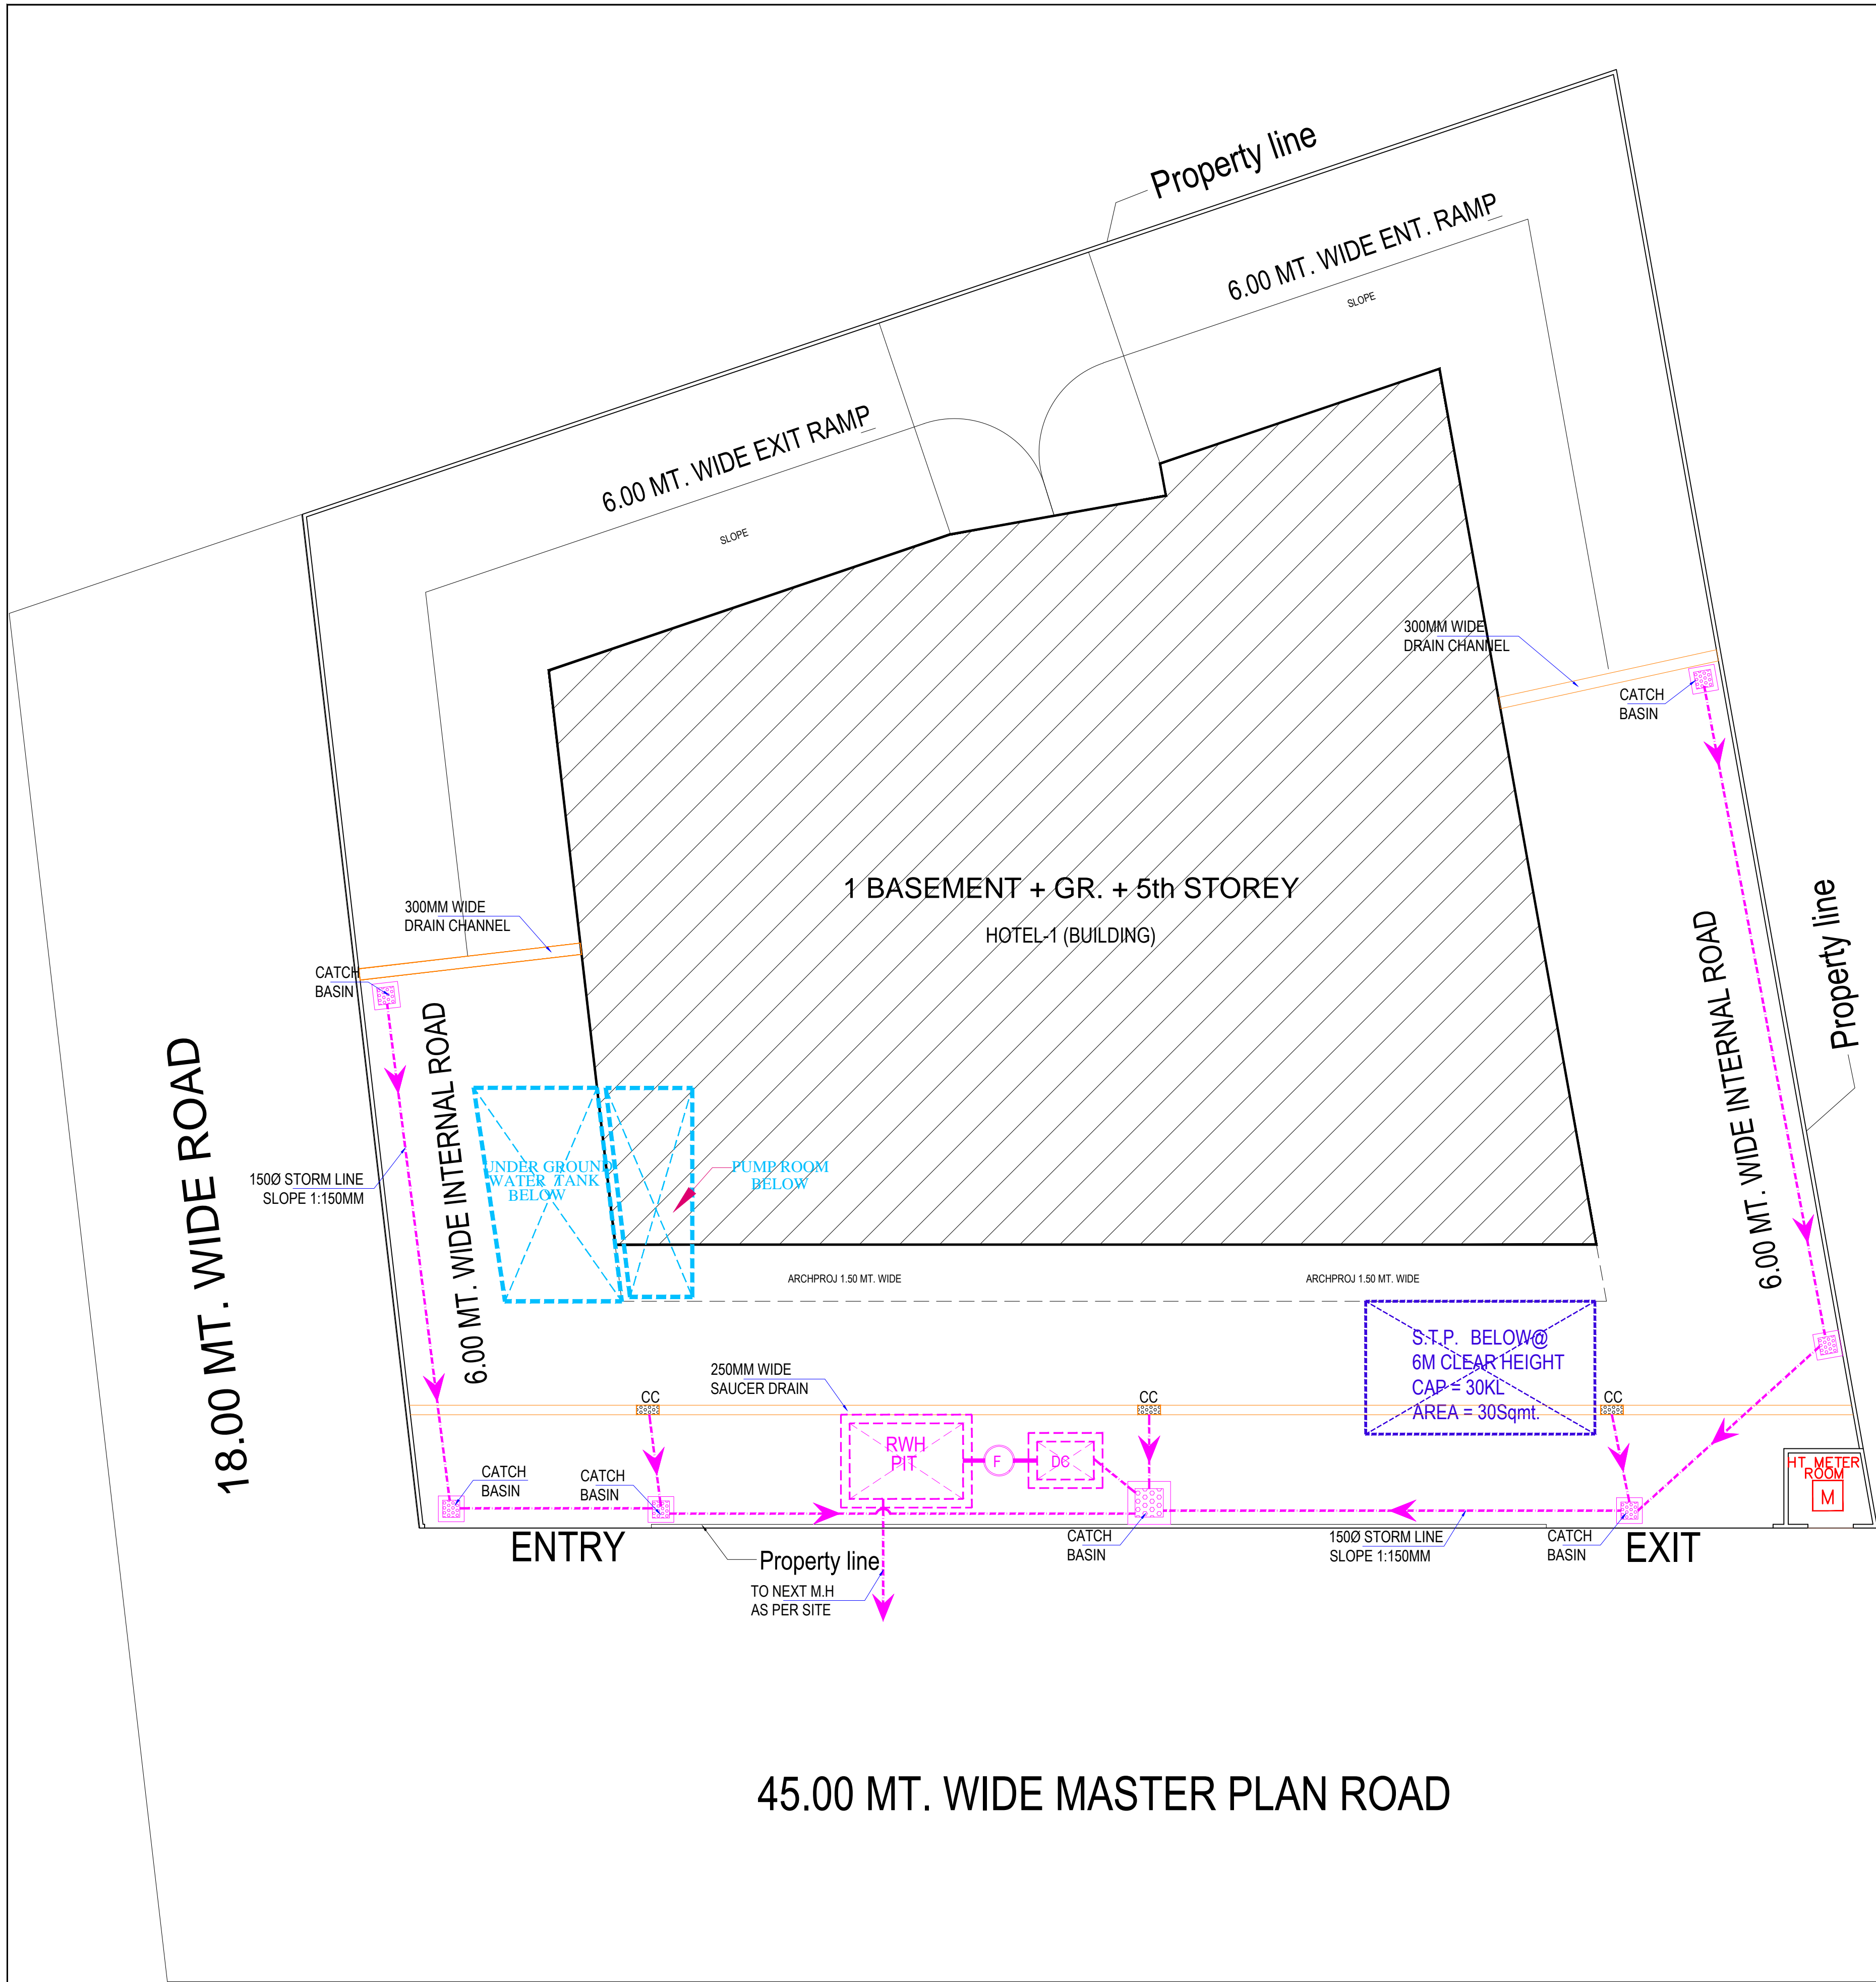 Property line
6.00 MT. WIDE ENT. RAMP
SLOPE
6.00 MT. WIDE EXIT RAMP
SLOPE
300MM WIDE
DRAIN CHANNEL
CATCH
BASIN
1 BASEMENT + GR. + 5th STOREY
HOTEL-1 (BUILDING)
300MM WIDE
DRAIN CHANNEL
CATCH
BASIN
6.00 MT. WIDE INTERNAL ROAD
Property line
18.00 MT. WIDE ROAD
6.00 MT. WIDE INTERNAL ROAD
150Ø STORM LINE
SLOPE 1:150MM
UNDER GROUND
WATER TANK
BELOW
PUMP ROOM
BELOW
ARCHPROJ 1.50 MT. WIDE
ARCHPROJ 1.50 MT. WIDE
S.T.P. BELOW@
6M CLEAR HEIGHT
CAP = 30KL
AREA = 30Sqmt.
250MM WIDE
SAUCER DRAIN
CC
CC
CC
RWH
PIT
F
DC
HT METER
ROOM
M
CATCH
BASIN
CATCH
BASIN
CATCH
BASIN
150Ø STORM LINE
SLOPE 1:150MM
CATCH
BASIN
ENTRY
EXIT
Property line
TO NEXT M.H
AS PER SITE
45.00 MT. WIDE MASTER PLAN ROAD